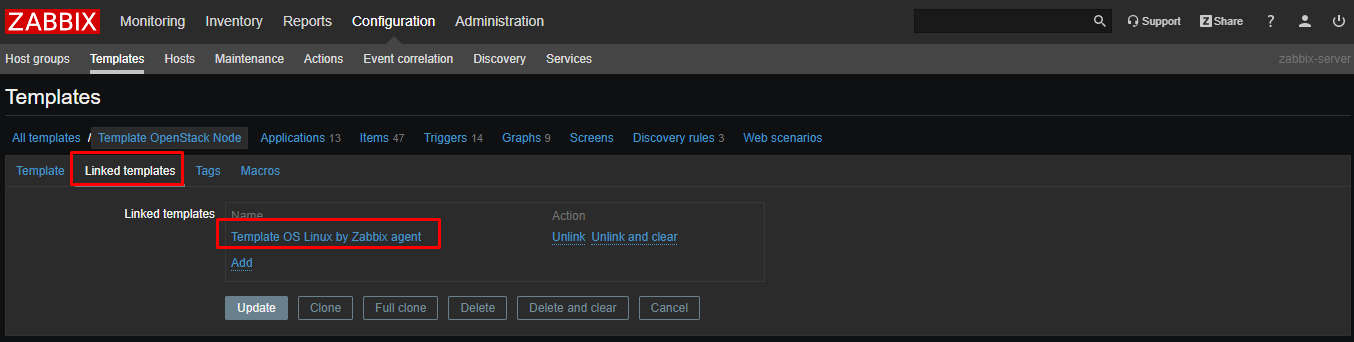 ZABBIX Monitoring Inventory Reports Configuration Administration Z Support Z Share ?
Host groups Templates Hosts Maintenance Actions Event correlation Discovery Services zabbix-server
Templates
All templates / Template OpenStack Node Applications 13 Items 47 Triggers 14 Graphs 9 Screens Discovery rules 3 Web scenarios
Template Linked templates Tags Macros
Linked templates Name Action
Template OS Linux by Zabbix agent Unlink Unlink and clear
Add
Update Clone Full clone Delete Delete and clear Cancel